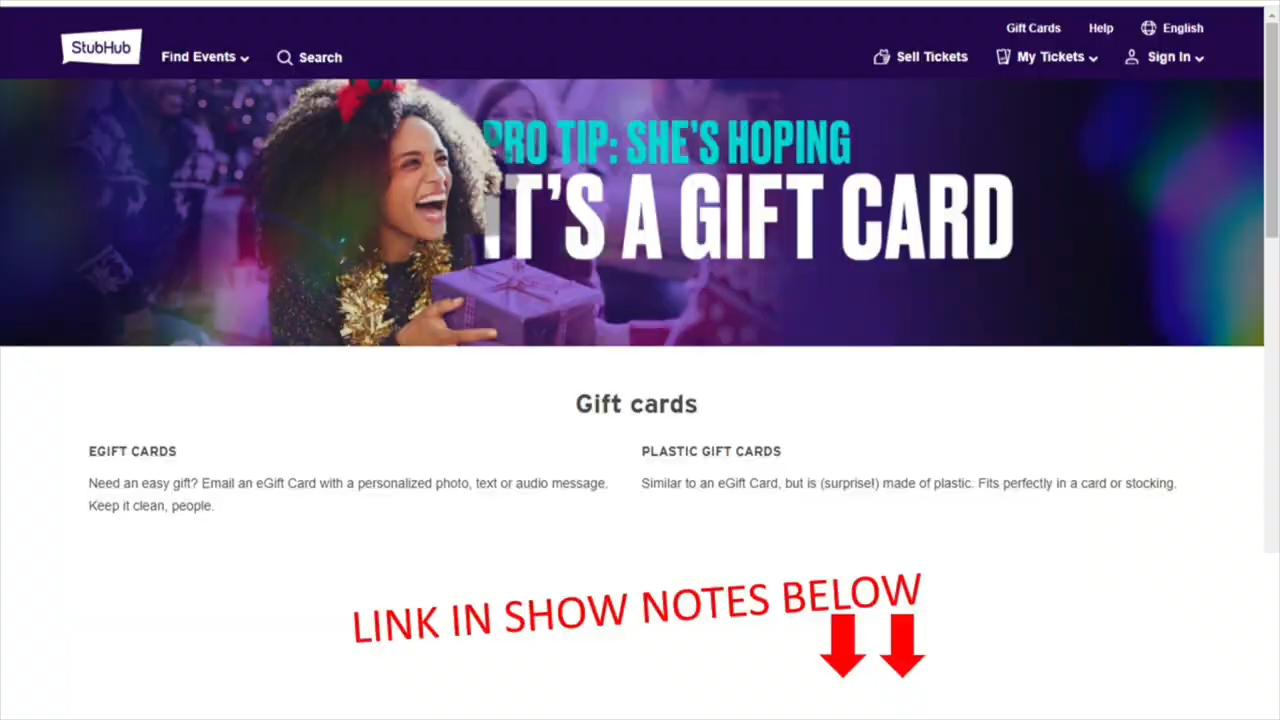 Gift Cards Help English
StubHub Find Events Search Sell Tickets My Tickets Sign In
PRO TIP: SHE'S HOPING
IT'S A GIFT CARD
Gift cards
EGIFT CARDS
Need an easy gift? Email an eGift Card with a personalized photo, text or audio message.
Keep it clean, people.
PLASTIC GIFT CARDS
Similar to an eGift Card, but is (surprise!) made of plastic. Fits perfectly in a card or stocking.
LINK IN SHOW NOTES BELOW